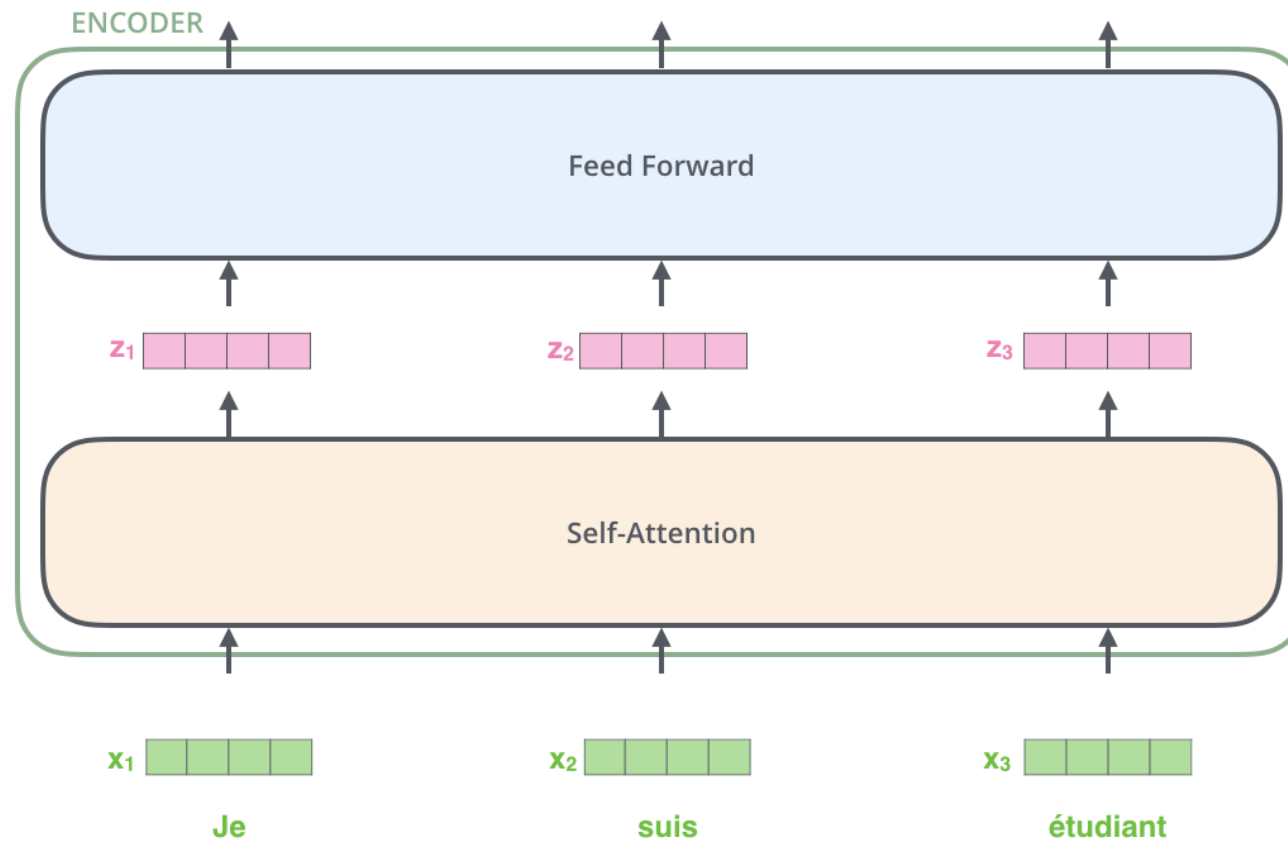 ENCODER
Feed Forward
z1 z2 z3
Self-Attention
x1 x2 x3
Je suis étudiant